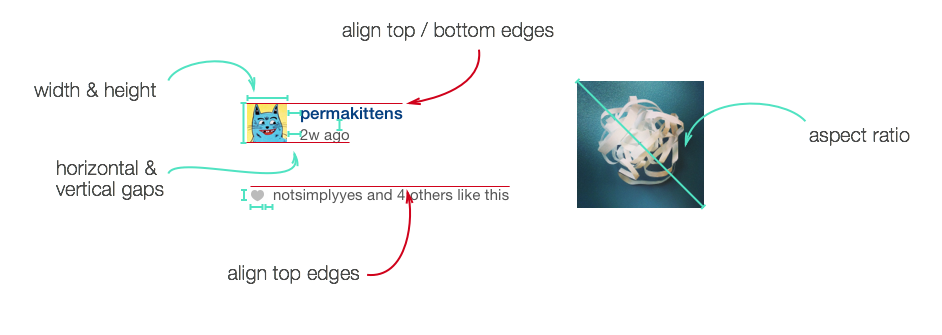 align top / bottom edges
width & height
permakittens
2w ago
aspect ratio
horizontal &
vertical gaps
notsimplyyes and 4 others like this
align top edges